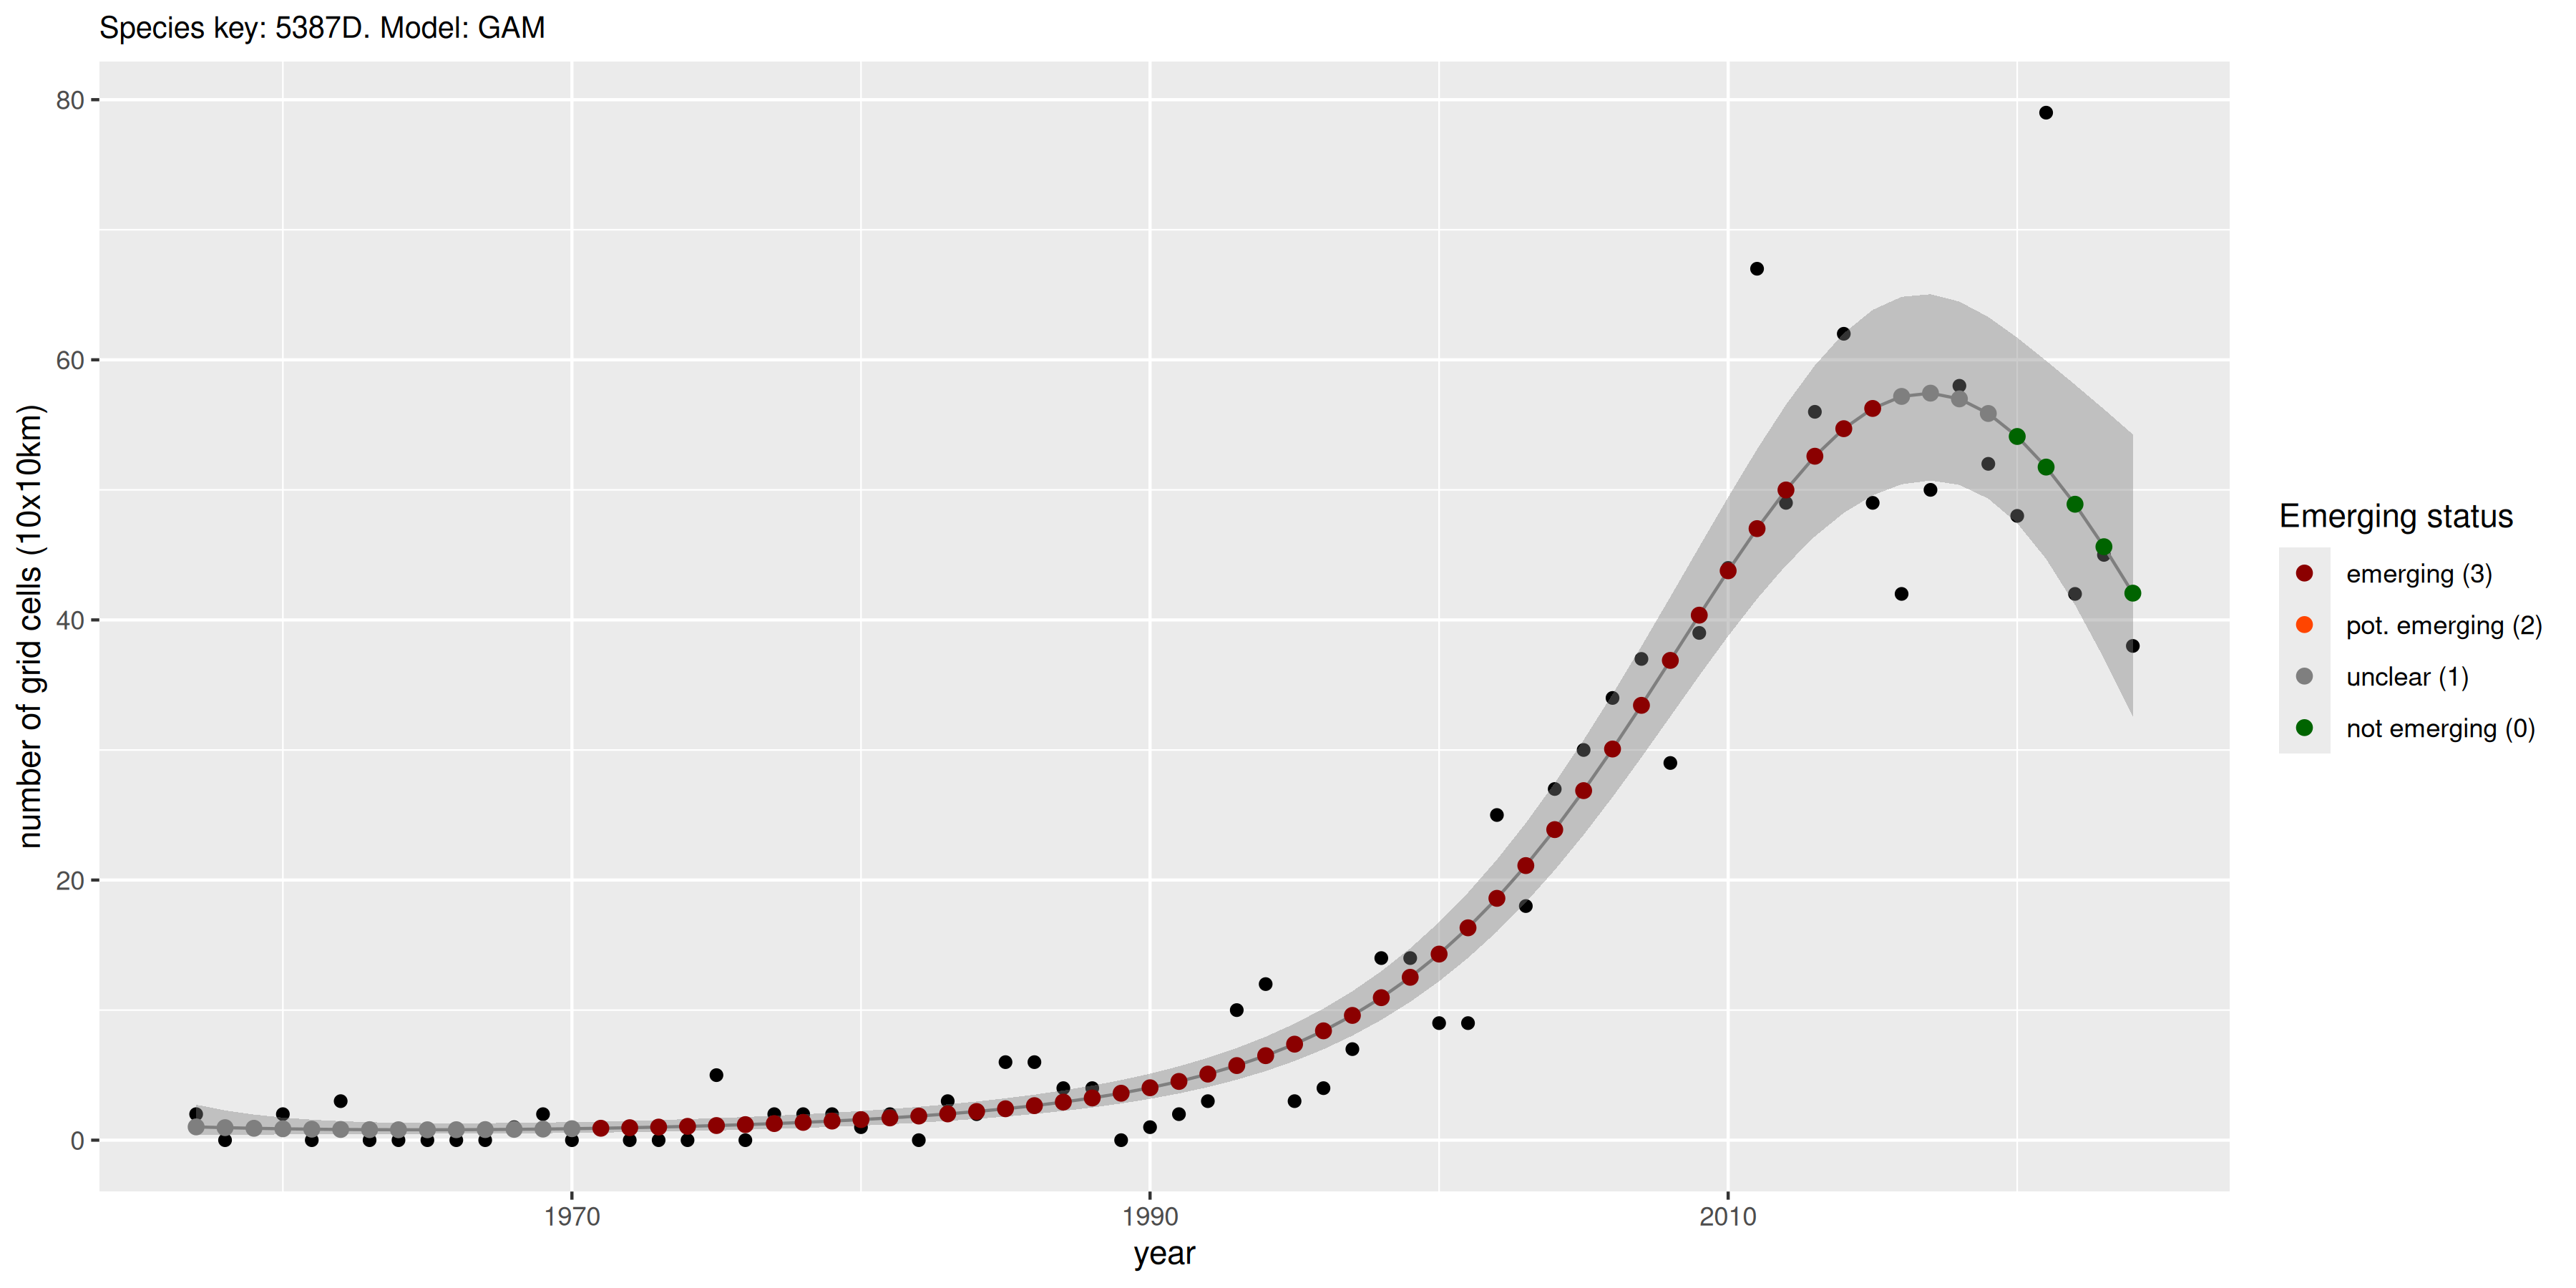 Species key: 5387D. Model: GAM
80
60
40
20
0
number of grid cells (10x10km)
1970
1990
2010
year
Emerging status
emerging (3)
pot. emerging (2)
unclear (1)
not emerging (0)